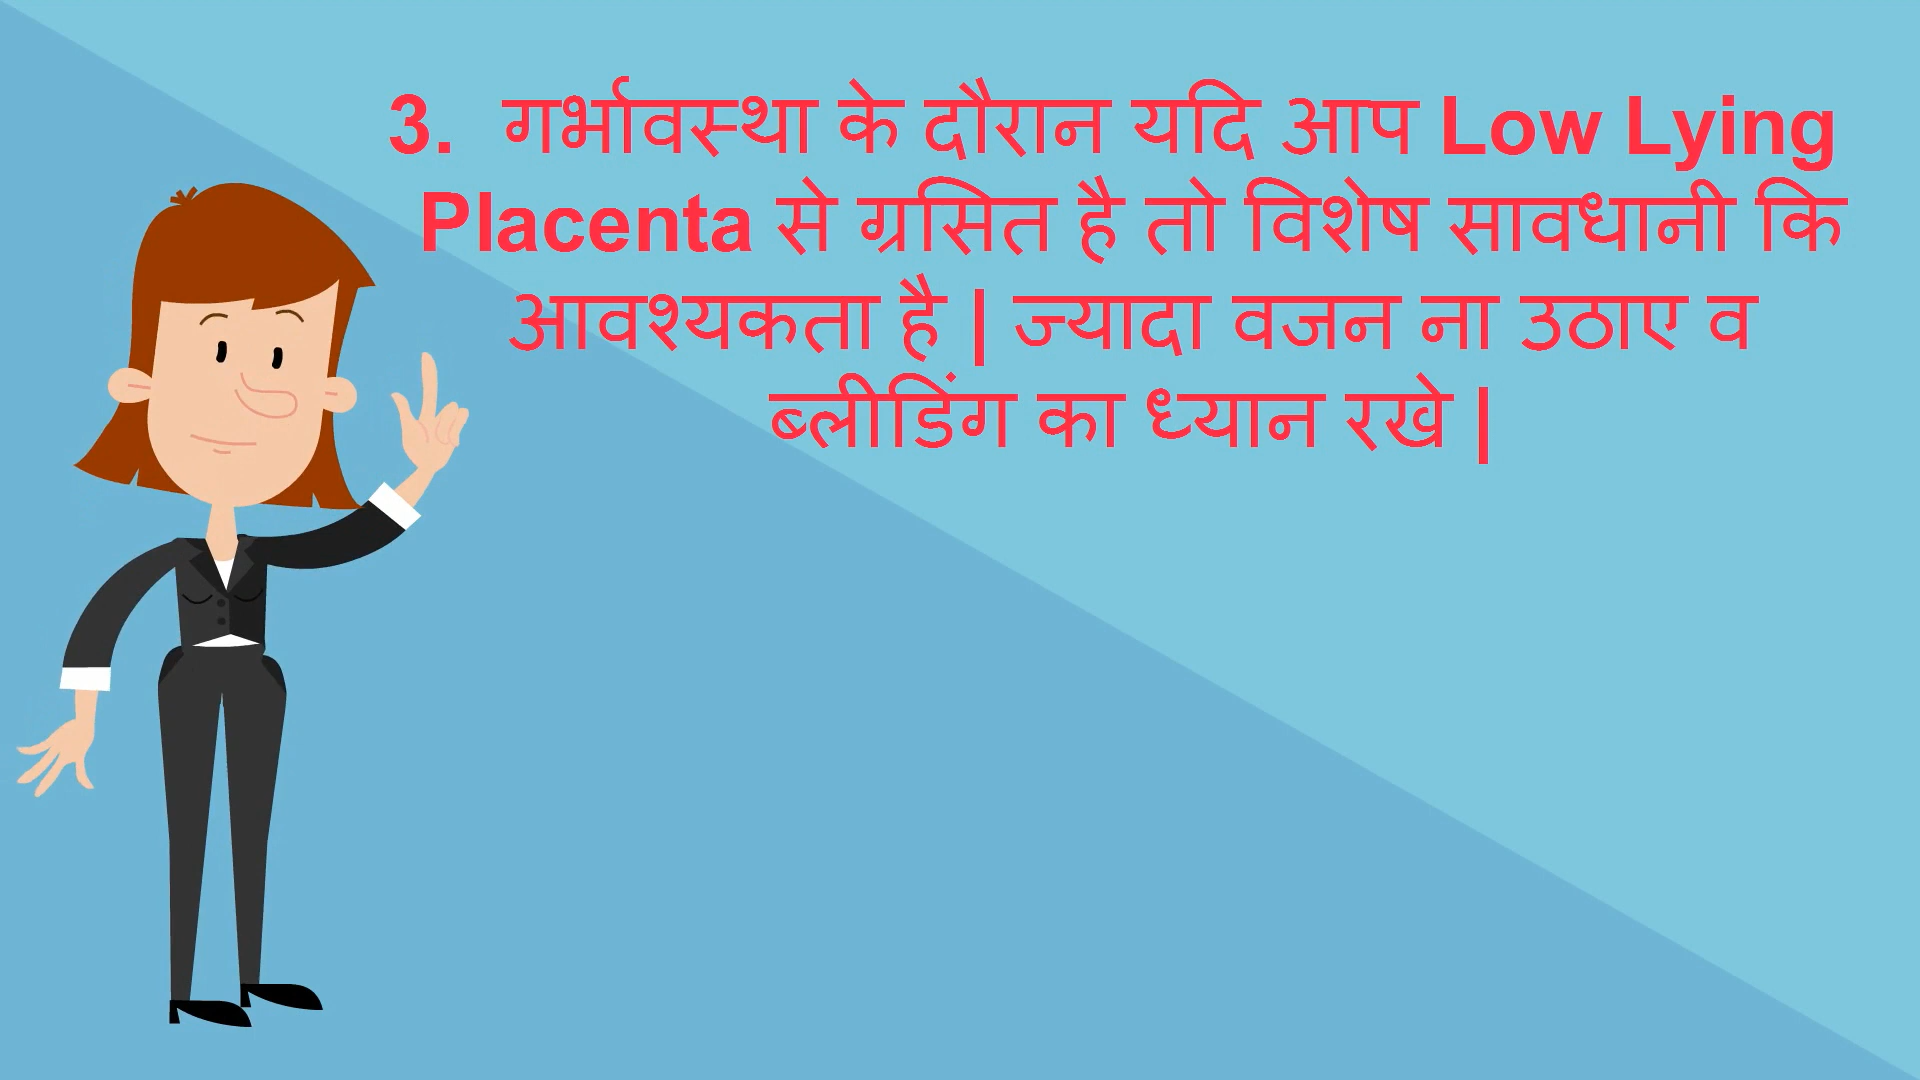 3. गर्भावस्था के दौरान यदि आप Low Lying
Placenta से ग्रसित है तो विशेष सावधानी कि
आवश्यकता है | ज्यादा वजन ना उठाए व
ब्लीडिंग का ध्यान रखे |